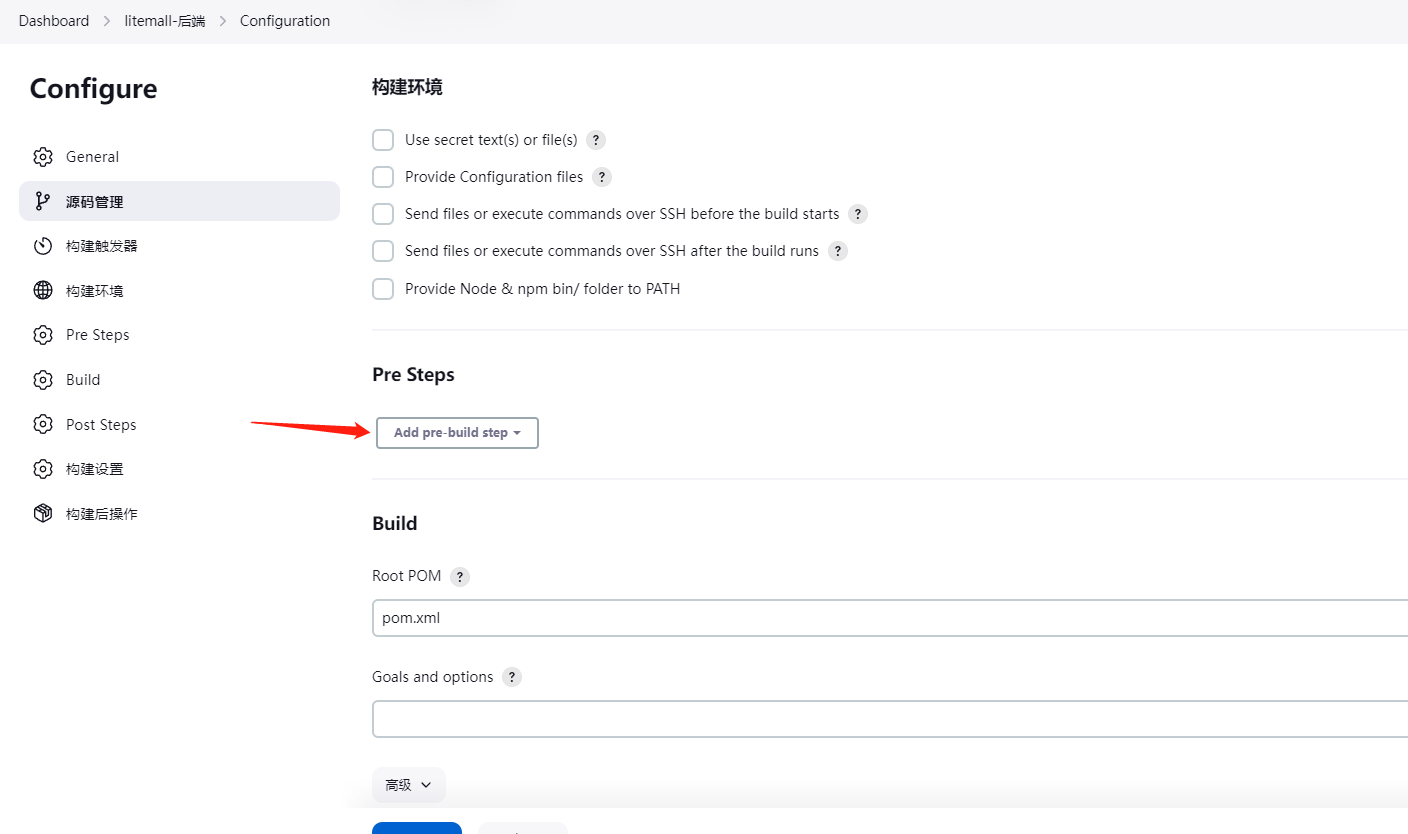 Dashboard > litemall-后端 > Configuration
Configure
General
源码管理
构建触发器
构建环境
Pre Steps
Build
Post Steps
构建设置
构建后操作
构建环境
Use secret text(s) or file(s) ?
Provide Configuration files ?
Send files or execute commands over SSH before the build starts ?
Send files or execute commands over SSH after the build runs ?
Provide Node & npm bin/ folder to PATH
Pre Steps
Add pre-build step
Build
Root POM ?
pom.xml
Goals and options ?
高级